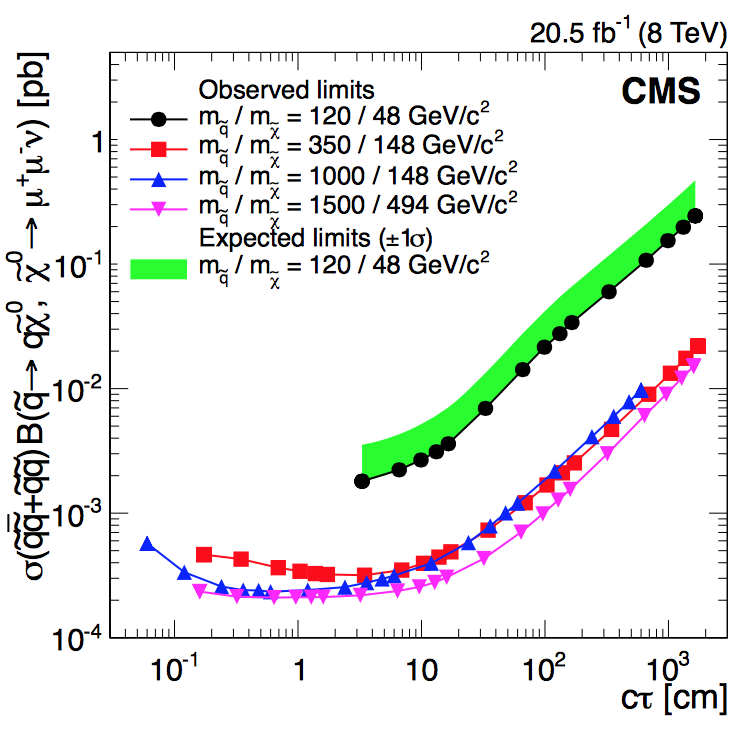 20.5 fb⁻¹ (8 TeV)
CMS
Observed limits
m_q̃ / m_χ̃ = 120 / 48 GeV/c²
m_q̃ / m_χ̃ = 350 / 148 GeV/c²
m_q̃ / m_χ̃ = 1000 / 148 GeV/c²
m_q̃ / m_χ̃ = 1500 / 494 GeV/c²
Expected limits (±1σ)
m_q̃ / m_χ̃ = 120 / 48 GeV/c²
σ(q̃q̃̅+q̃q̃) B(q̃→ qχ̃⁰, χ̃⁰→ μ⁺μ⁻ν) [pb]
1
10⁻¹
10⁻²
10⁻³
10⁻⁴
10⁻¹ 1 10 10² 10³
cτ [cm]